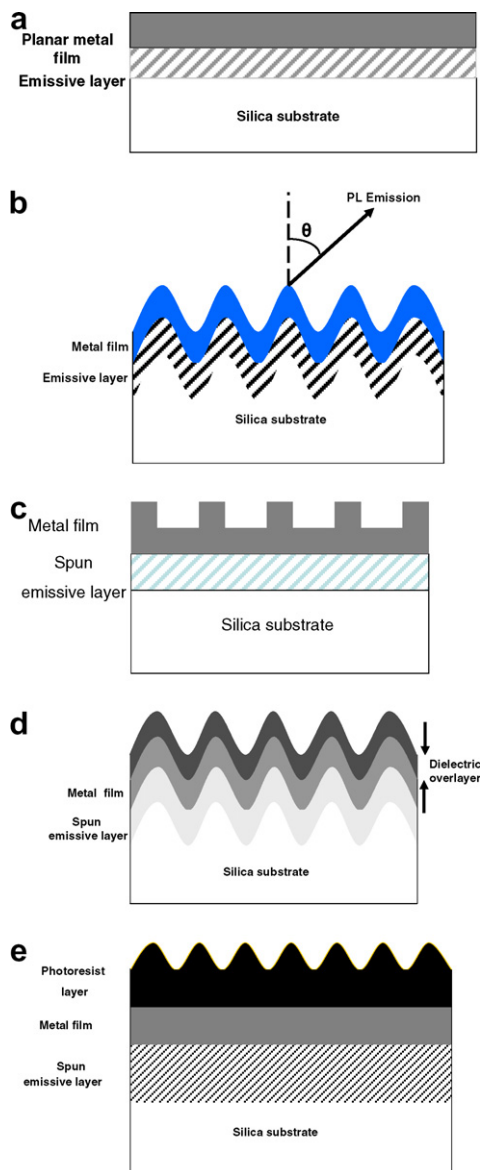 a
Planar metal
film
Emissive layer
Silica substrate
b
PL Emission
θ
Metal film
Emissive layer
Silica substrate
c
Metal film
Spun
emissive layer
Silica substrate
d
Dielectric
overlayer
Metal film
Spun
emissive layer
Silica substrate
e
Photoresist
layer
Metal film
Spun
emissive layer
Silica substrate